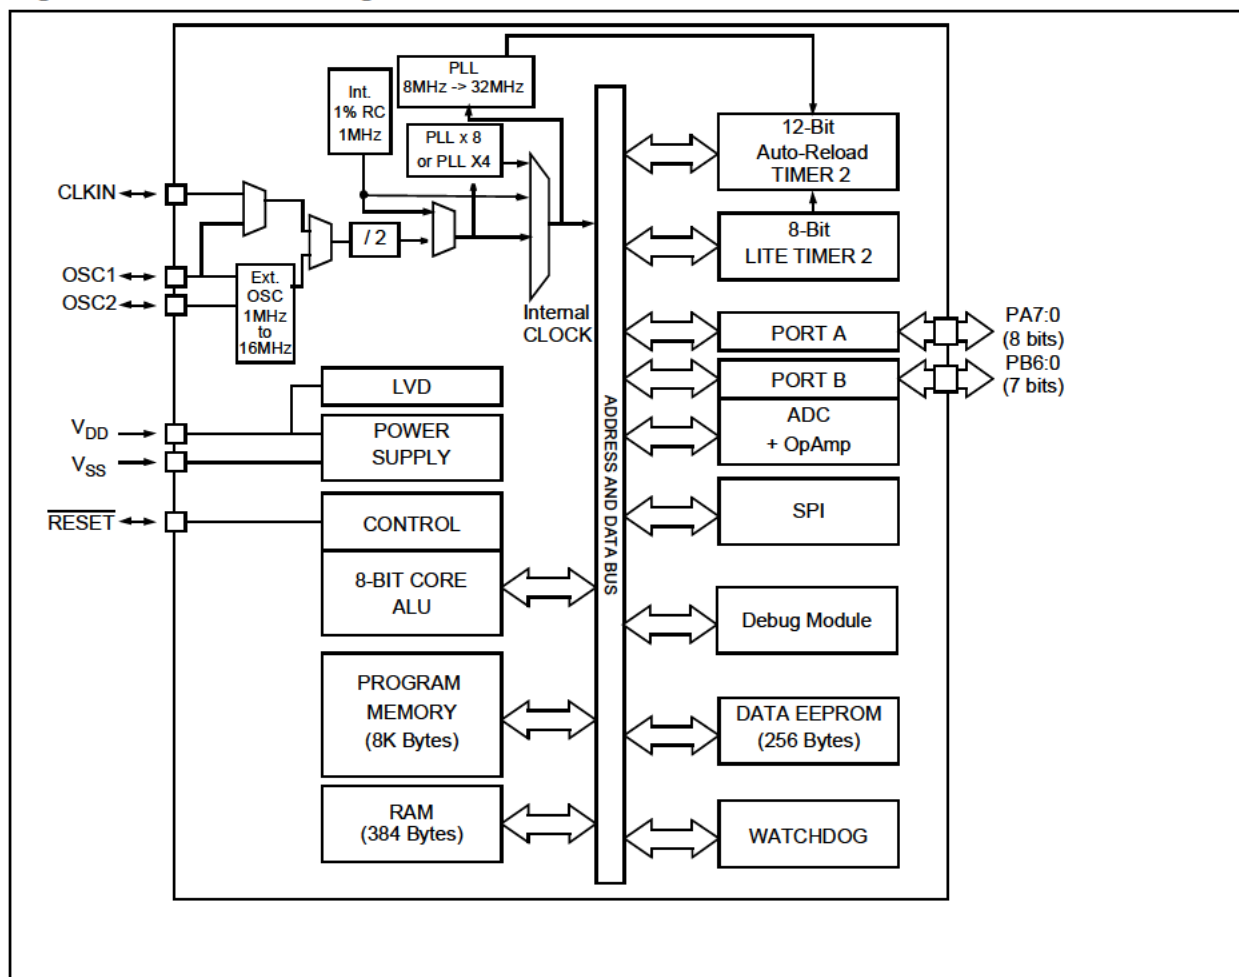 PLL
8MHz -> 32MHz
Int.
1% RC
1MHz
PLL x 8
or PLL X4
12-Bit
Auto-Reload
TIMER 2
CLKIN
/ 2
8-Bit
LITE TIMER 2
OSC1
OSC2
Ext.
OSC
1MHz
to
16MHz
Internal
CLOCK
PORT A
PA7:0
(8 bits)
PORT B
PB6:0
(7 bits)
LVD
ADC
+ OpAmp
VDD
VSS
POWER
SUPPLY
ADDRESS AND DATA BUS
RESET
CONTROL
SPI
8-BIT CORE
ALU
Debug Module
PROGRAM
MEMORY
(8K Bytes)
DATA EEPROM
(256 Bytes)
RAM
(384 Bytes)
WATCHDOG